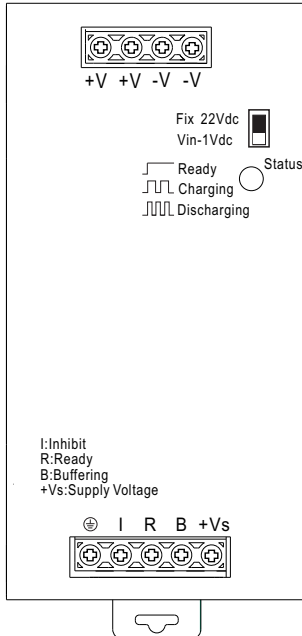 +V +V -V -V
Fix 22Vdc
Vin-1Vdc
Status
Ready
Charging
Discharging
I:Inhibit
R:Ready
B:Buffering
+Vs:Supply Voltage
I R B +Vs